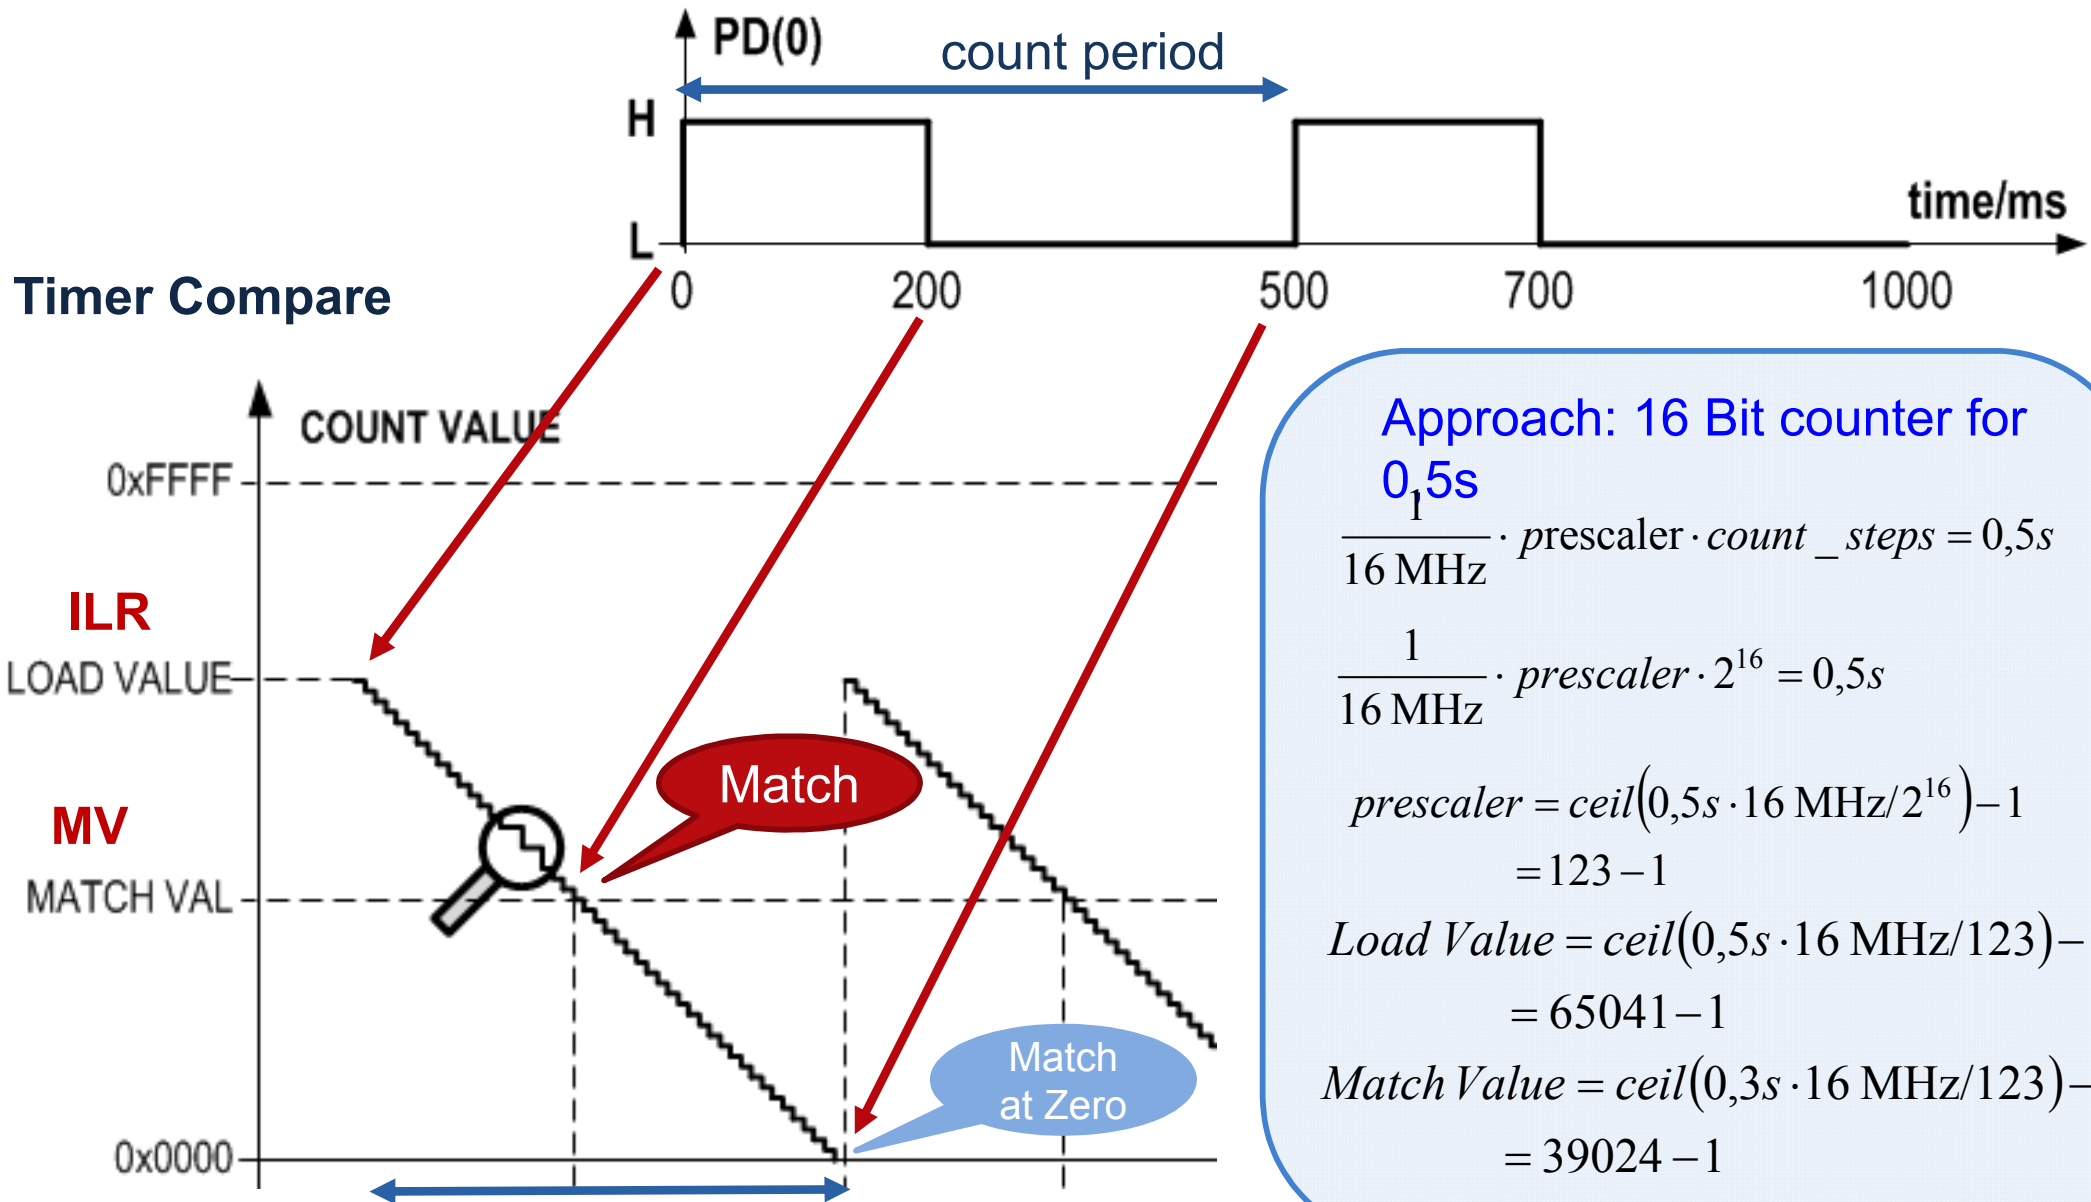 PD(0)
count period
H
L
time/ms
0 200 500 700 1000
Timer Compare
COUNT VALUE
0xFFFF
ILR
LOAD VALUE
MV
MATCH VAL
0x0000
Match
Match
at Zero
Approach: 16 Bit counter for
0,5s
1/16 MHz · prescaler · count_steps = 0,5s
1/16 MHz · prescaler · 2^16 = 0,5s
prescaler = ceil(0,5s · 16 MHz/2^16) − 1
= 123 − 1
Load Value = ceil(0,5s · 16 MHz/123) −
= 65041 − 1
Match Value = ceil(0,3s · 16 MHz/123) −
= 39024 − 1